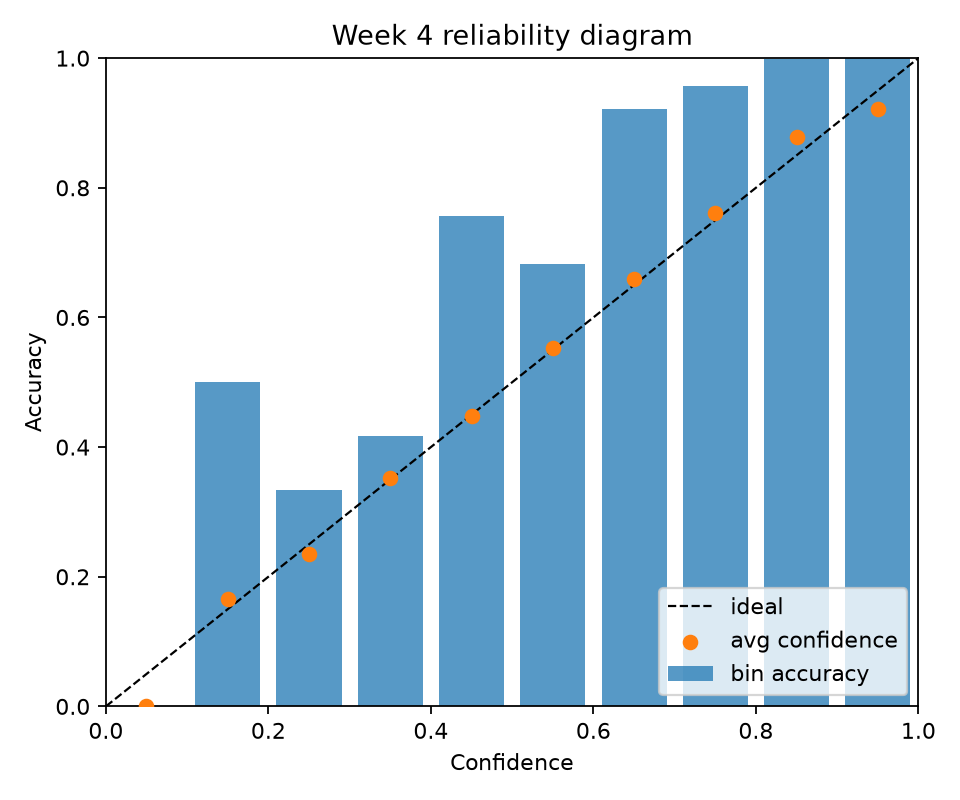 Week 4 reliability diagram
1.0
0.8
0.6
0.4
0.2
0.0
Accuracy
ideal
avg confidence
bin accuracy
0.0 0.2 0.4 0.6 0.8 1.0
Confidence